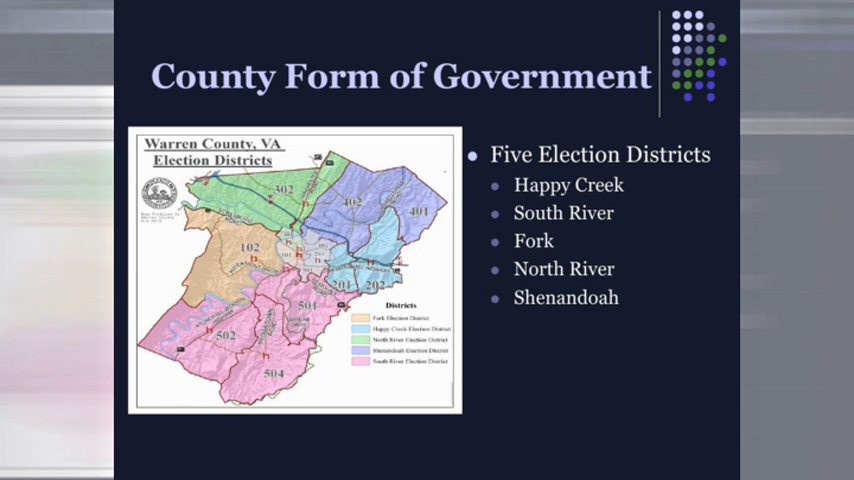 County Form of Government
Warren County, VA
Election Districts
302
402
401
102
201
202
501
502
504
Districts
Fork Election District
Happy Creek Election District
North River Election District
Shenandoah Election District
South River Election District
Five Election Districts
Happy Creek
South River
Fork
North River
Shenandoah